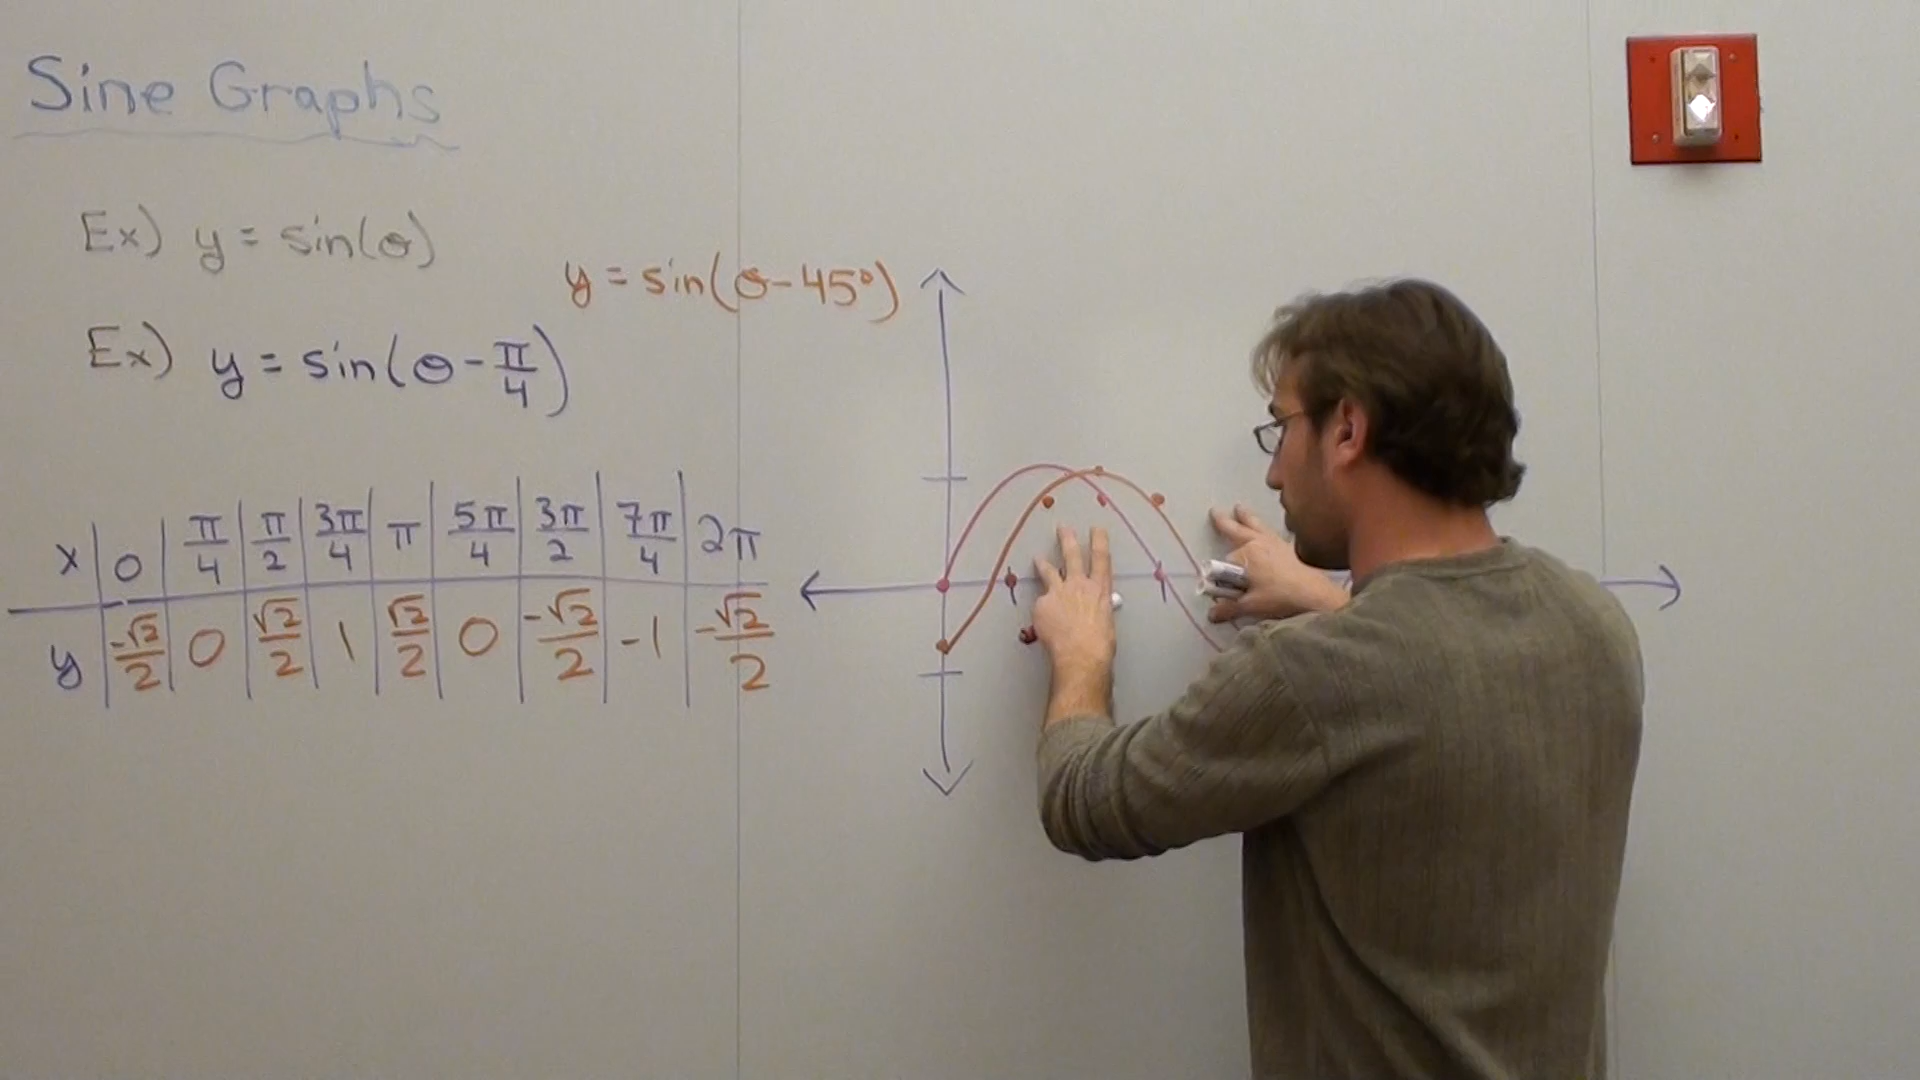 Sine Graphs
Ex) y = sin(θ)
y = sin(θ-45°)
Ex) y = sin(θ - π/4)
x 0 π/4 π/2 3π/4 π 5π/4 3π/2 7π/4 2π
y -√2/2 0 √2/2 1 √2/2 0 -√2/2 -1 -√2/2